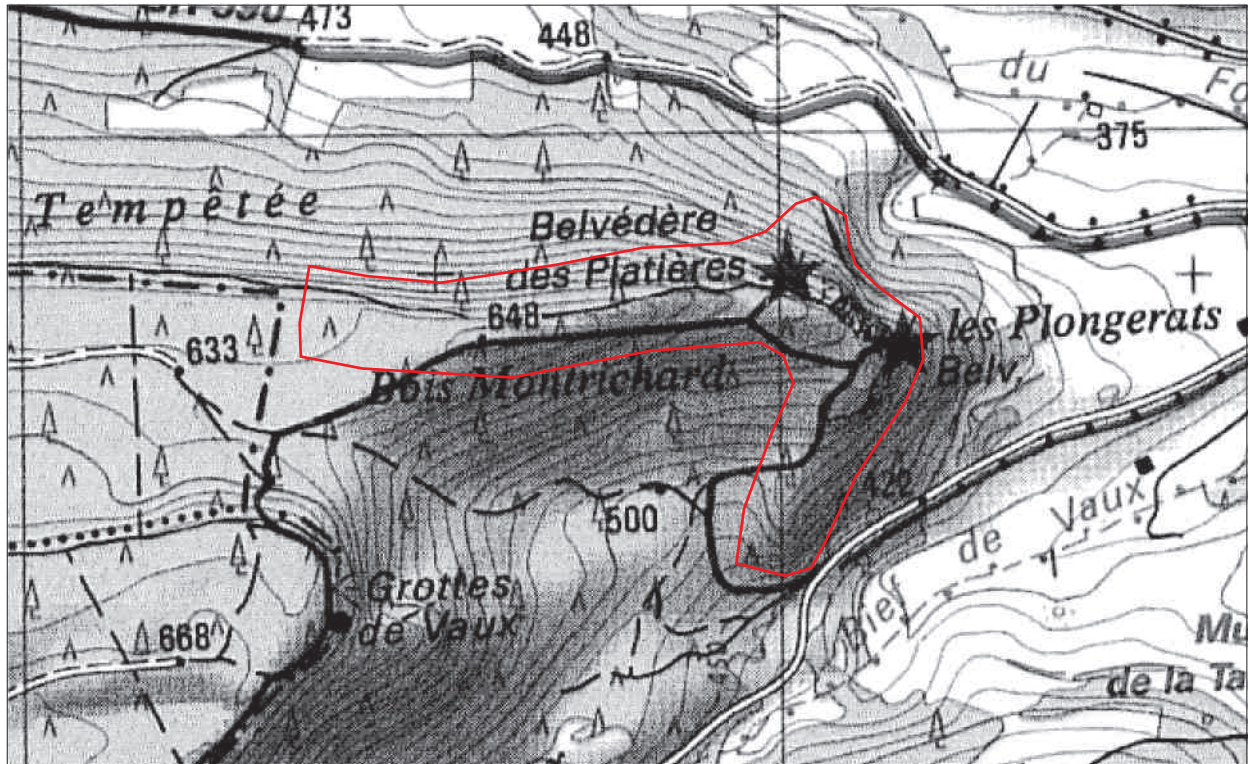 473
448
du
375
Tempêtée
Belvédère
des Platières
648
les Plongerats
633
Bois Montrichard
Belv.
422
500
de Vaux
Bief
Grottes
de Vaux
668
de la Ta